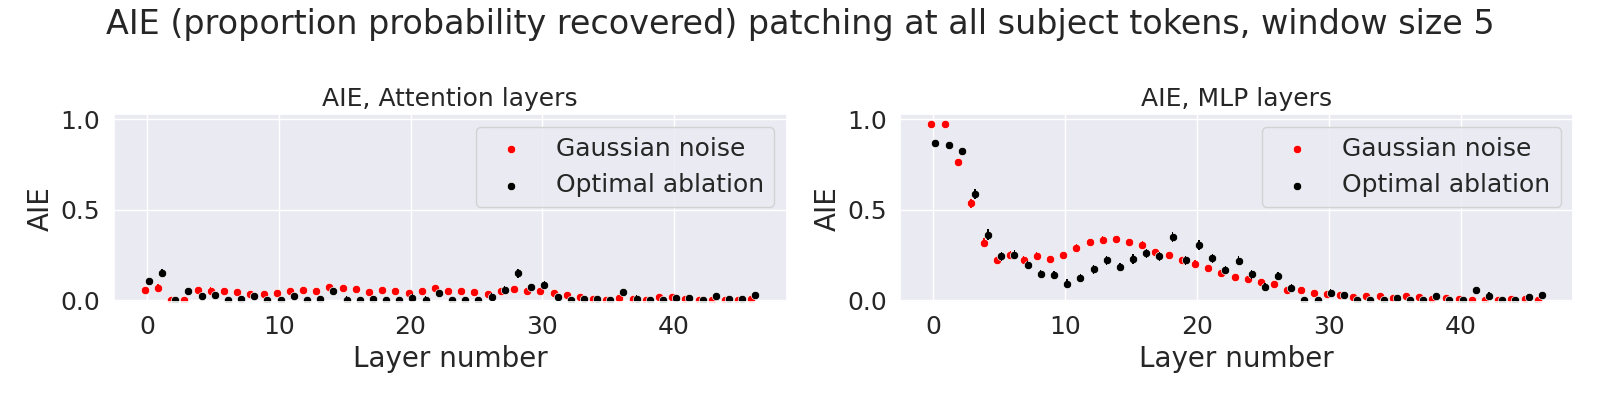 AIE (proportion probability recovered) patching at all subject tokens, window size 5
AIE, Attention layers
1.0
0.5
0.0
AIE
Gaussian noise
Optimal ablation
0 10 20 30 40
Layer number
AIE, MLP layers
1.0
0.5
0.0
AIE
Gaussian noise
Optimal ablation
0 10 20 30 40
Layer number